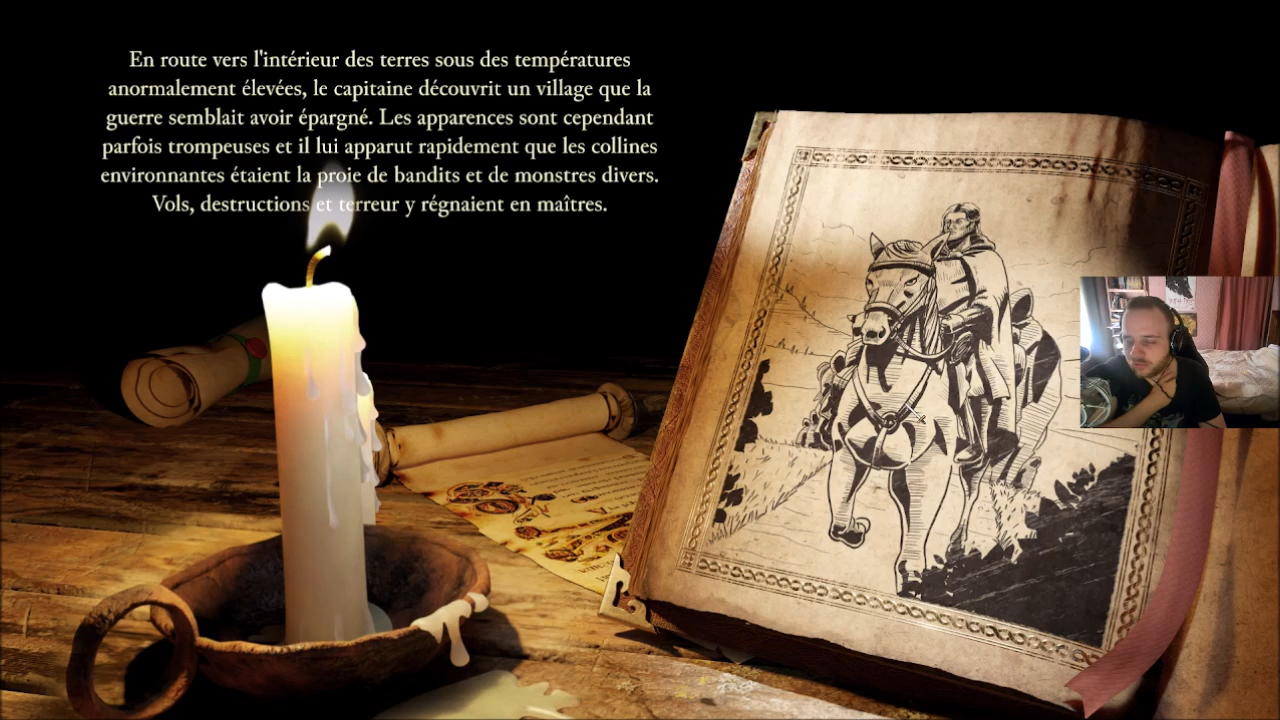 En route vers l'intérieur des terres sous des températures
anormalement élevées, le capitaine découvrit un village que la
guerre semblait avoir épargné. Les apparences sont cependant
parfois trompeuses et il lui apparut rapidement que les collines
environnantes étaient la proie de bandits et de monstres divers.
Vols, destructions et terreur y régnaient en maîtres.